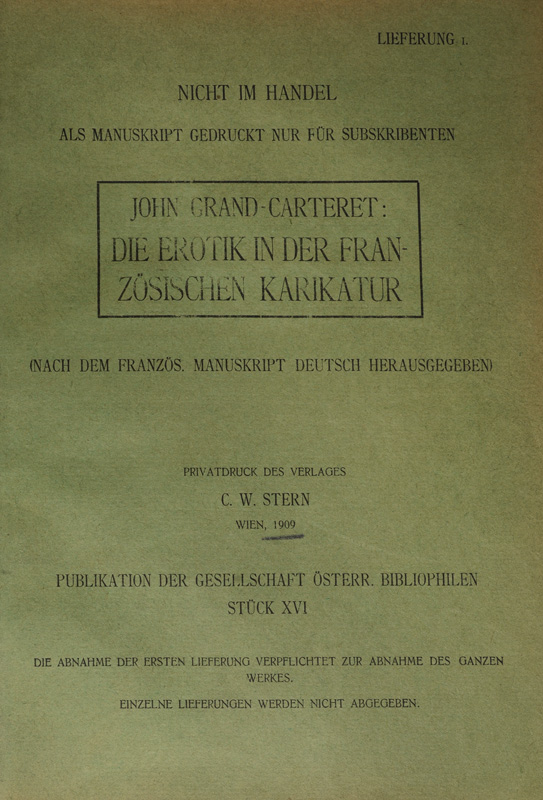 LIEFERUNG 1.
NICHT IM HANDEL
ALS MANUSKRIPT GEDRUCKT NUR FÜR SUBSKRIBENTEN
JOHN GRAND-CARTERET:
DIE EROTIK IN DER FRAN-
ZÖSISCHEN KARIKATUR
(NACH DEM FRANZÖS. MANUSKRIPT DEUTSCH HERAUSGEGEBEN)
PRIVATDRUCK DES VERLAGES
C. W. STERN
WIEN, 1909
PUBLIKATION DER GESELLSCHAFT ÖSTERR. BIBLIOPHILEN
STÜCK XVI
DIE ABNAHME DER ERSTEN LIEFERUNG VERPFLICHTET ZUR ABNAHME DES GANZEN
WERKES.
EINZELNE LIEFERUNGEN WERDEN NICHT ABGEGEBEN.